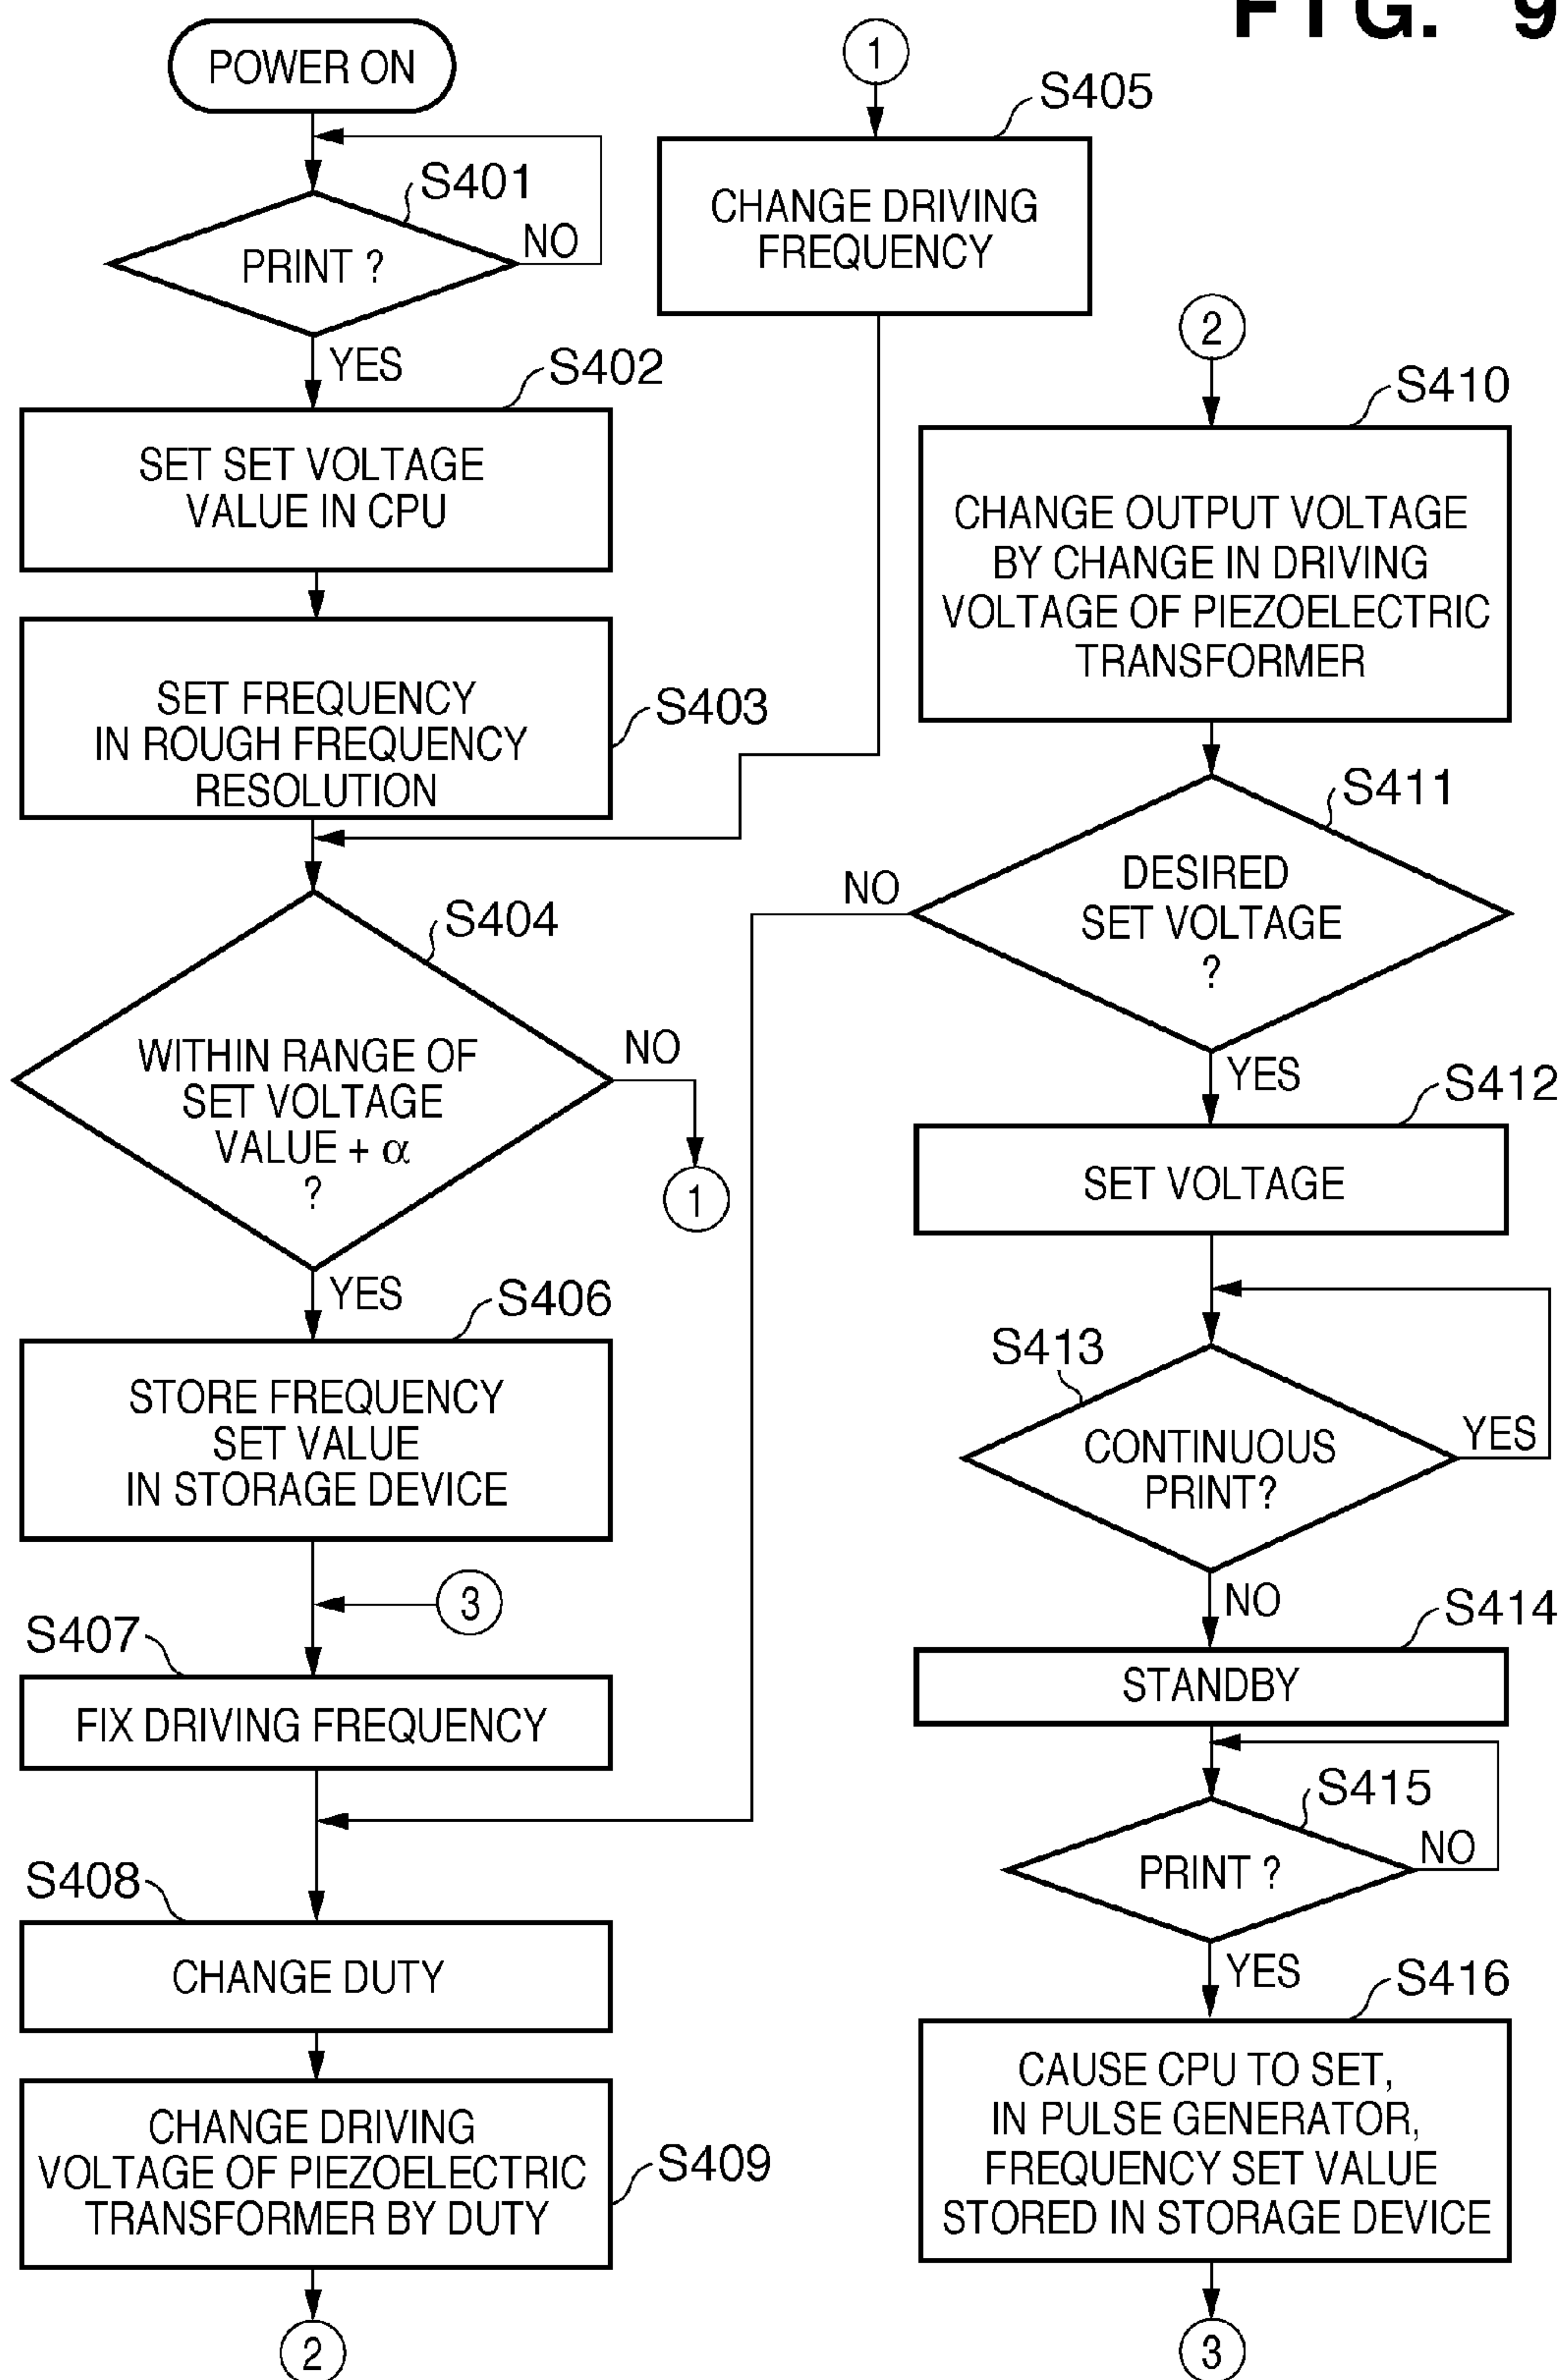 FIG. 9
POWER ON
S401
PRINT ?
NO
YES
S402
SET SET VOLTAGE
VALUE IN CPU
S403
SET FREQUENCY
IN ROUGH FREQUENCY
RESOLUTION
S404
WITHIN RANGE OF
SET VOLTAGE
VALUE + α
?
NO
1
YES
S406
STORE FREQUENCY
SET VALUE
IN STORAGE DEVICE
3
S407
FIX DRIVING FREQUENCY
S408
CHANGE DUTY
S409
CHANGE DRIVING
VOLTAGE OF PIEZOELECTRIC
TRANSFORMER BY DUTY
2
1
S405
CHANGE DRIVING
FREQUENCY
2
S410
CHANGE OUTPUT VOLTAGE
BY CHANGE IN DRIVING
VOLTAGE OF PIEZOELECTRIC
TRANSFORMER
S411
DESIRED
SET VOLTAGE
?
NO
YES
S412
SET VOLTAGE
S413
CONTINUOUS
PRINT?
YES
NO
S414
STANDBY
S415
PRINT ?
NO
YES
S416
CAUSE CPU TO SET,
IN PULSE GENERATOR,
FREQUENCY SET VALUE
STORED IN STORAGE DEVICE
3